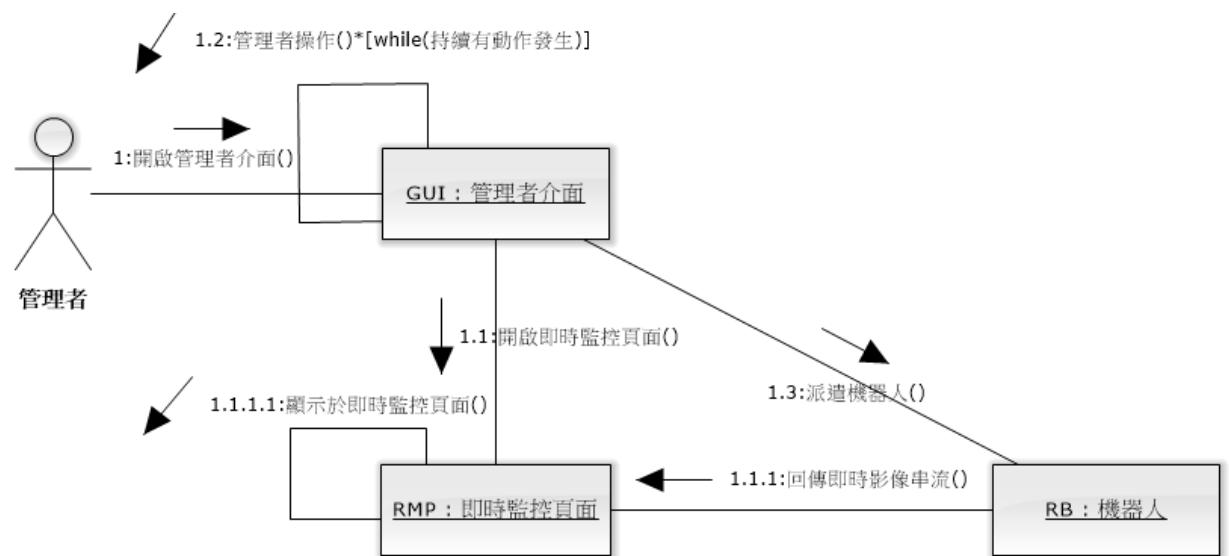 1.2:管理者操作()*[while(持續有動作發生)]
1:開啟管理者介面()
GUI : 管理者介面
管理者
1.1:開啟即時監控頁面()
1.3:派遣機器人()
1.1.1.1:顯示於即時監控頁面()
1.1.1:回傳即時影像串流()
RMP : 即時監控頁面
RB : 機器人